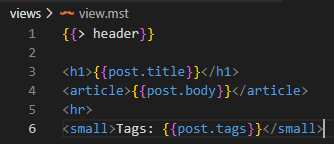 views > view.mst
1 {{> header}}
2
3 <h1>{{post.title}}</h1>
4 <article>{{post.body}}</article>
5 <hr>
6 <small>Tags: {{post.tags}}</small>